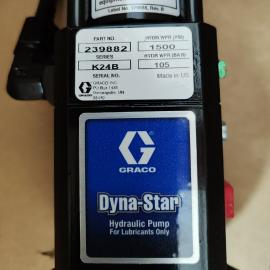 PART NO.
239882
SERIES
K24B
SERIAL NO.
HYDR WPR (PSI)
1500
HYDR WPR (BAR)
105
Made in US
GRACO INC.
GRACO
Dyna-Star
Hydraulic Pump
For Lubricants Only